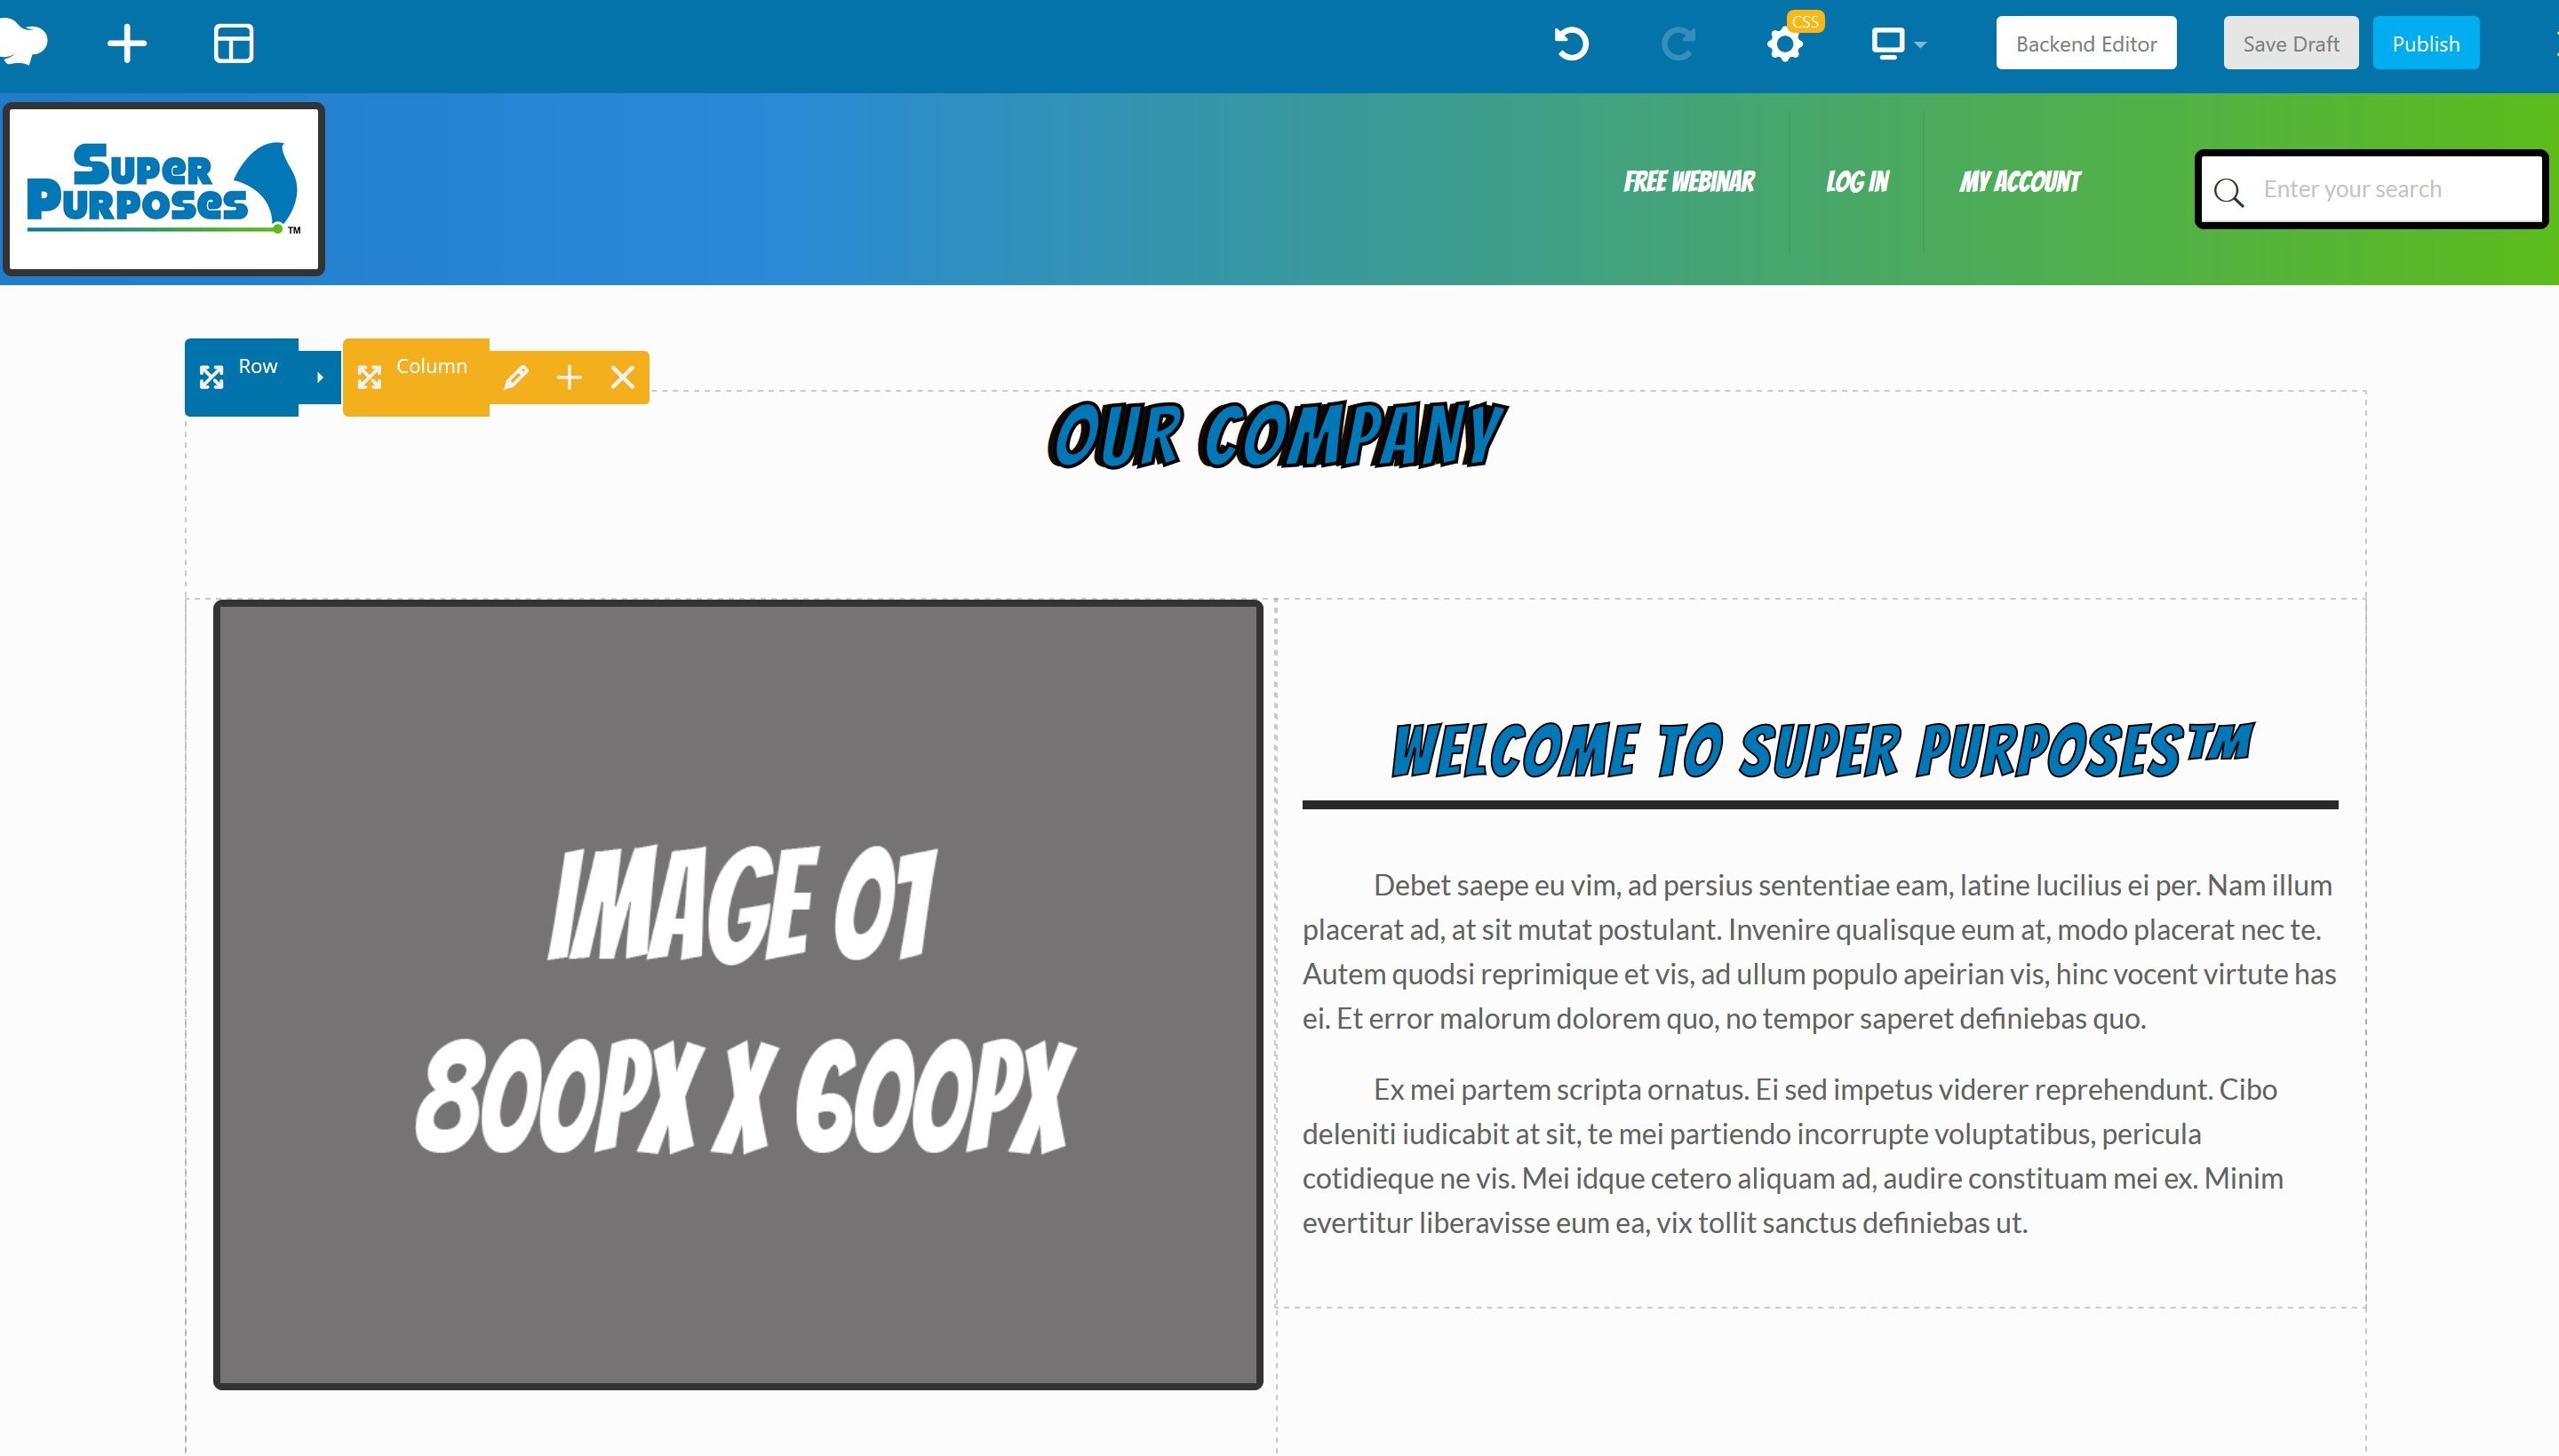 CSS
Backend Editor
Save Draft
Publish
SUPER
PURPOSES
TM
FREE WEBINAR
LOG IN
MY ACCOUNT
Enter your search
Row
Column
OUR COMPANY
IMAGE 01
800PX X 600PX
WELCOME TO SUPER PURPOSES™
Debet saepe eu vim, ad persius sententiae eam, latine lucilius ei per. Nam illum
placerat ad, at sit mutat postulant. Invenire qualisque eum at, modo placerat nec te.
Autem quodsi reprimique et vis, ad ullum populo apeirian vis, hinc vocent virtute has
ei. Et error malorum dolorem quo, no tempor saperet definiebas quo.
Ex mei partem scripta ornatus. Ei sed impetus viderer reprehendunt. Cibo
deleniti iudicabit at sit, te mei partiendo incorrupte voluptatibus, pericula
cotidieque ne vis. Mei idque cetero aliquam ad, audire constituam mei ex. Minim
evertitur liberavisse eum ea, vix tollit sanctus definiebas ut.